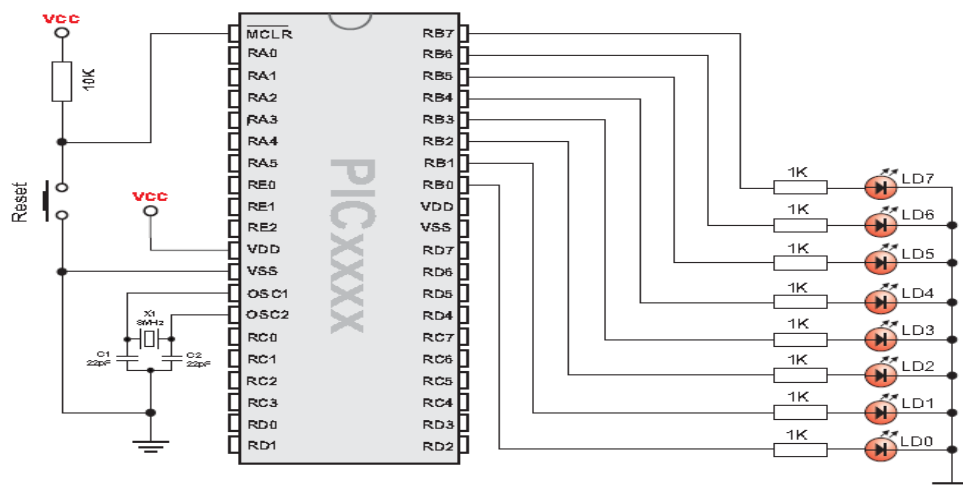 VCC
10K
Reset
VCC
X1
8MHz
C1
22pF
C2
22pF
MCLR
RA0
RA1
RA2
RA3
RA4
RA5
RE0
RE1
RE2
VDD
VSS
OSC1
OSC2
RC0
RC1
RC2
RC3
RD0
RD1
PICxxxx
RB7
RB6
RB5
RB4
RB3
RB2
RB1
RB0
VDD
VSS
RD7
RD6
RD5
RD4
RC7
RC6
RC5
RC4
RD3
RD2
1K LD7
1K LD6
1K LD5
1K LD4
1K LD3
1K LD2
1K LD1
1K LD0